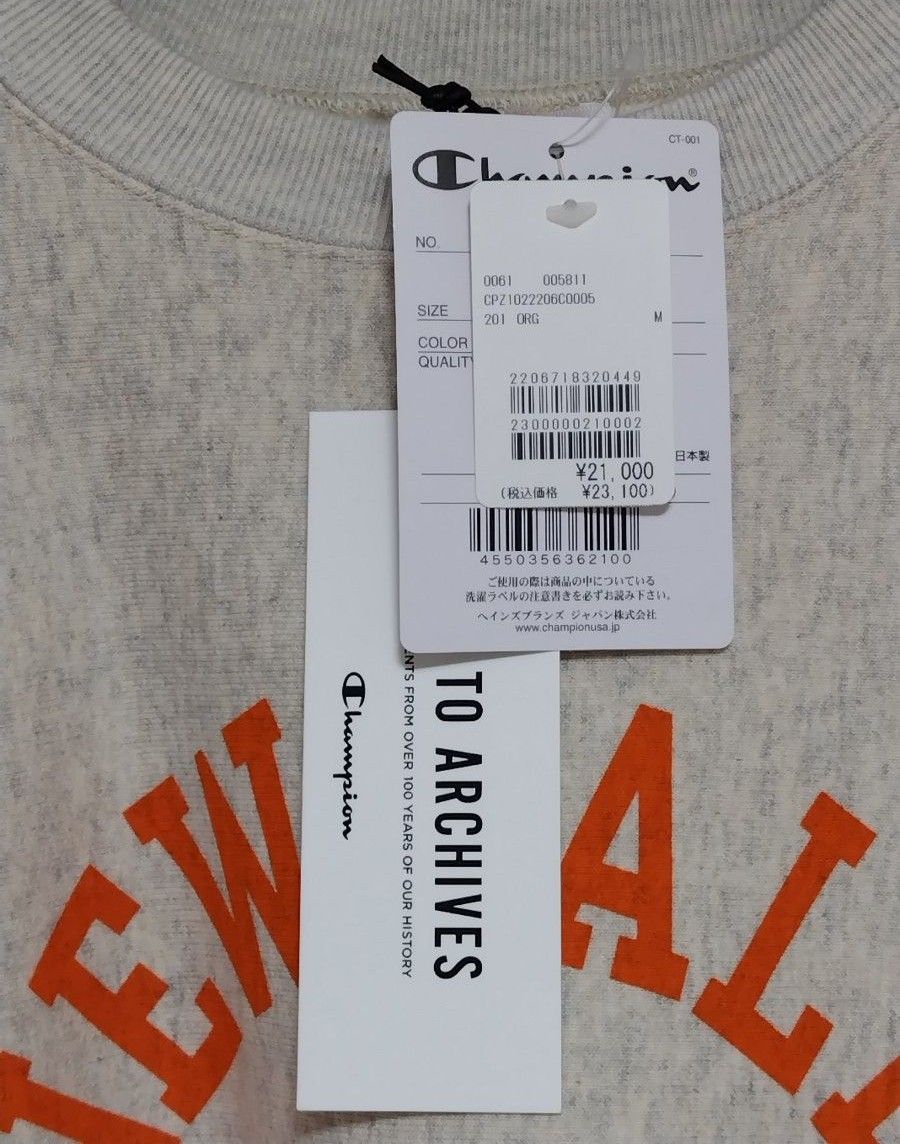 CT-001
Champion®
NO.
SIZE
COLOR
QUALITY
0061 005811
CPZ1022206C0005
201 ORG M
2206718320449
2300000210002
¥21,000
(税込価格 ¥23,100)
日本製
4550356362100
ご使用の際は商品の中についている
洗濯ラベルの注意書きを必ずお読み下さい。
ヘインズブランズ ジャパン株式会社
www.championusa.jp
TO ARCHIVES
FROM OVER 100 YEARS OF OUR HISTORY
Champion